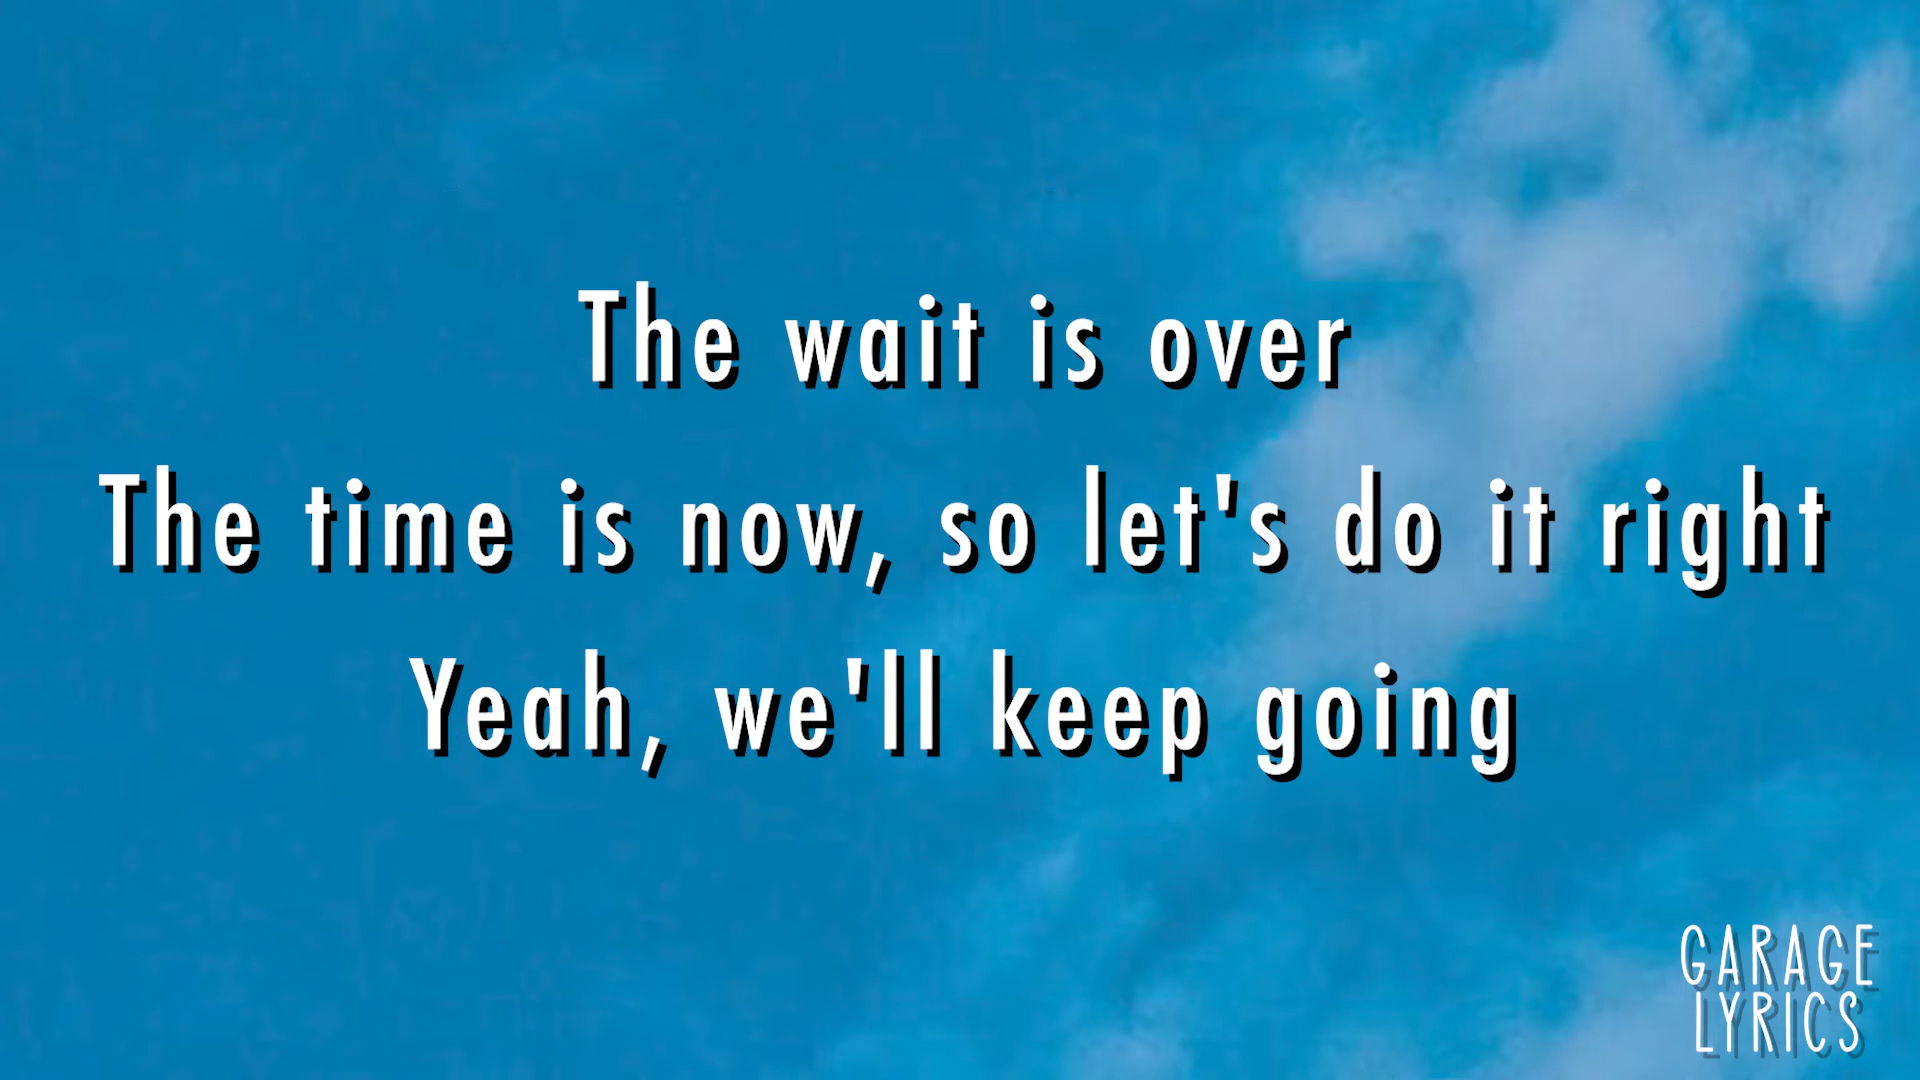 The wait is over
The time is now, so let's do it right
Yeah, we'll keep going
GARAGE
LYRICS